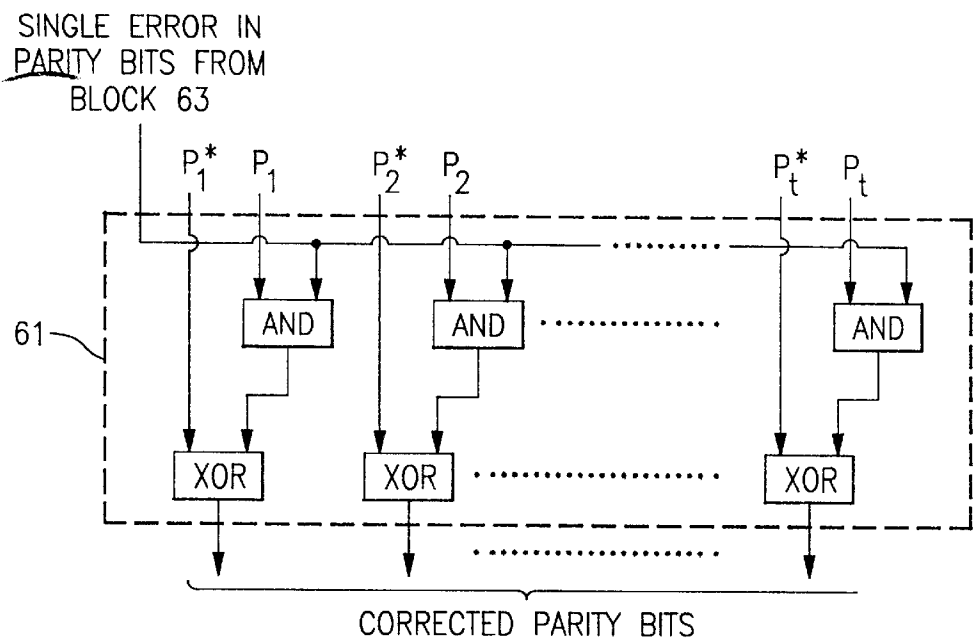 SINGLE ERROR IN
PARITY BITS FROM
BLOCK 63
P1* P1 P2* P2 Pt* Pt
AND AND AND
61
XOR XOR XOR
CORRECTED PARITY BITS